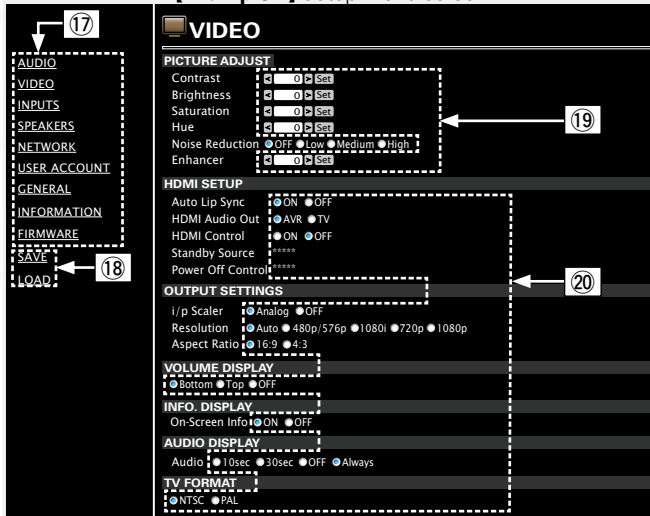 ⑰
AUDIO
VIDEO
INPUTS
SPEAKERS
NETWORK
USER ACCOUNT
GENERAL
INFORMATION
FIRMWARE
SAVE
LOAD
⑱
VIDEO
PICTURE ADJUST
Contrast 0 Set
Brightness 0 Set
Saturation 0 Set
Hue 0 Set
Noise Reduction OFF Low Medium High
Enhancer 0 Set
⑲
HDMI SETUP
Auto Lip Sync ON OFF
HDMI Audio Out AVR TV
HDMI Control ON OFF
Standby Source *****
Power Off Control *****
⑳
OUTPUT SETTINGS
i/p Scaler Analog OFF
Resolution Auto 480p/576p 1080i 720p 1080p
Aspect Ratio 16:9 4:3
VOLUME DISPLAY
Bottom Top OFF
INFO. DISPLAY
On-Screen Info ON OFF
AUDIO DISPLAY
Audio 10sec 30sec OFF Always
TV FORMAT
NTSC PAL